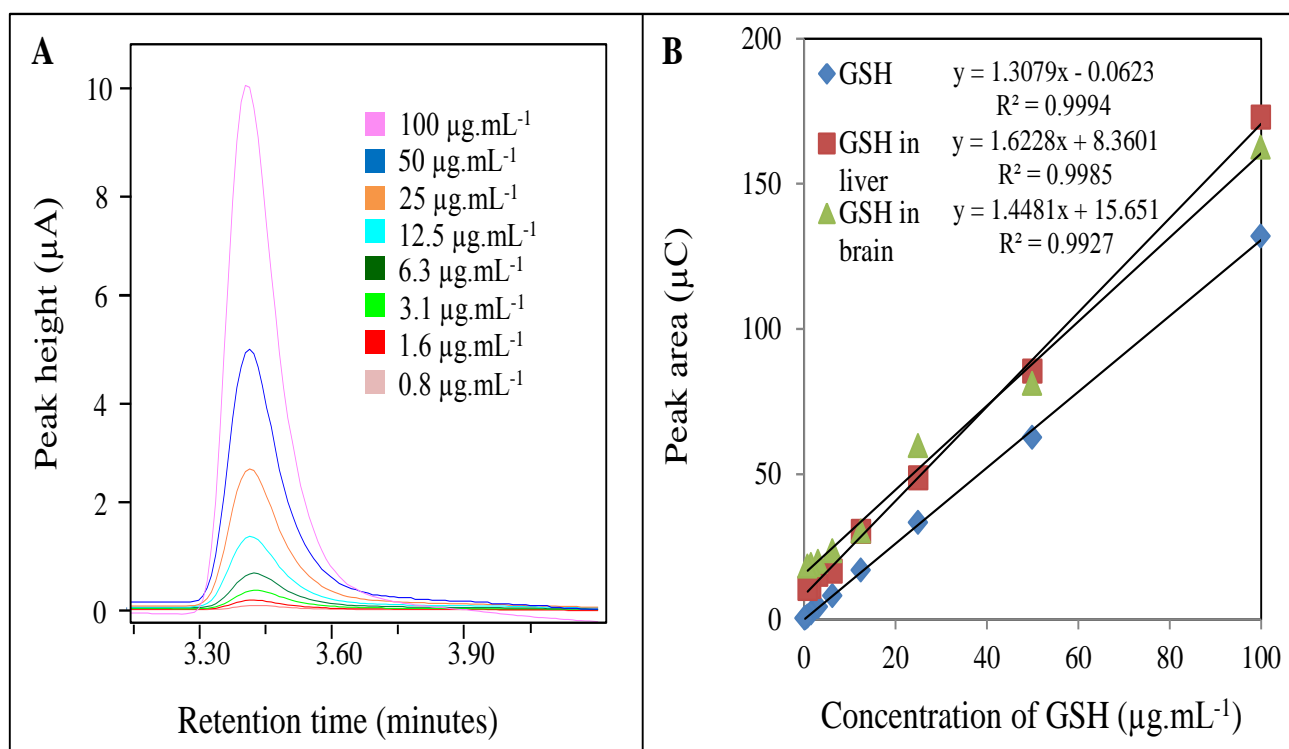 A
10
8
6
4
2
0
Peak height (µA)
100 µg.mL⁻¹
50 µg.mL⁻¹
25 µg.mL⁻¹
12.5 µg.mL⁻¹
6.3 µg.mL⁻¹
3.1 µg.mL⁻¹
1.6 µg.mL⁻¹
0.8 µg.mL⁻¹
3.30 3.60 3.90
Retention time (minutes)
B
200
150
100
50
0
Peak area (µC)
GSH y = 1.3079x - 0.0623
R² = 0.9994
GSH in y = 1.6228x + 8.3601
liver R² = 0.9985
GSH in y = 1.4481x + 15.651
brain R² = 0.9927
0 20 40 60 80 100
Concentration of GSH (µg.mL⁻¹)